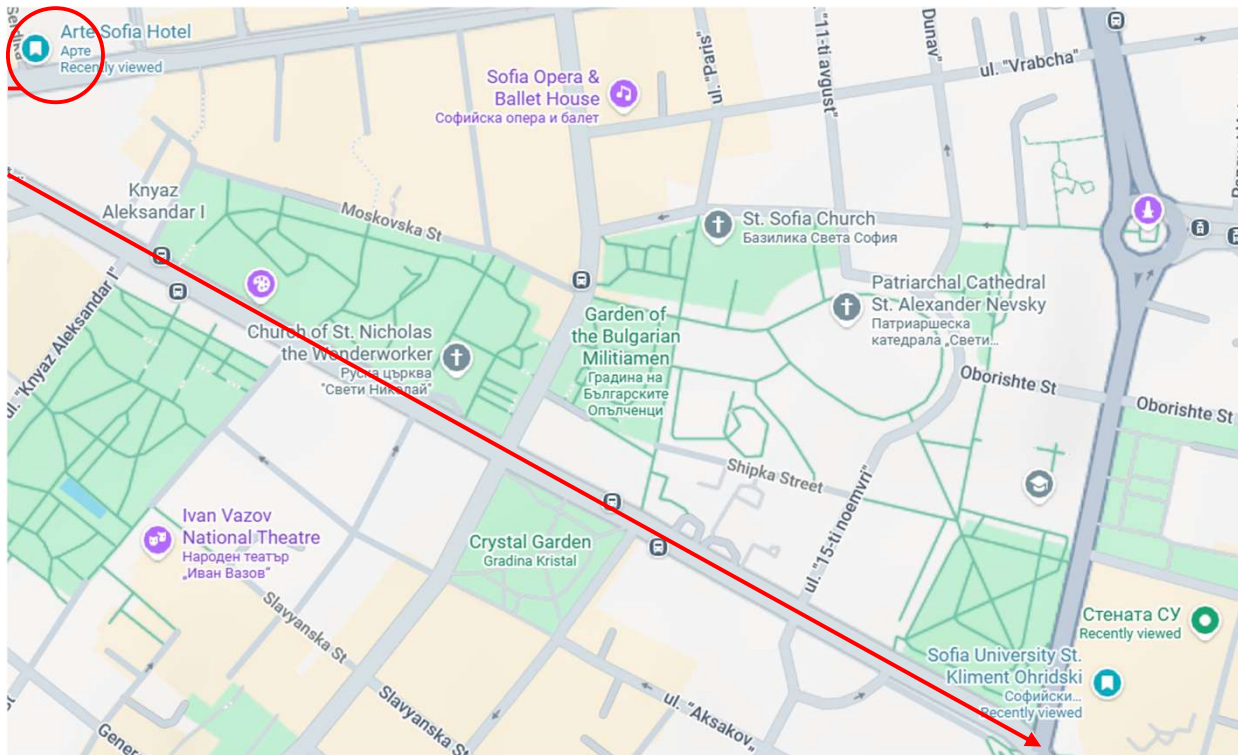 Serdika
Arte Sofia Hotel
Арте
Recently viewed
Sofia Opera &
Ballet House
Софийска опера и балет
ul. "Paris"
ul. "11-ti avgust"
Dunav"
ul. "Vrabcha"
Knyaz
Aleksandar I
Moskovska St
St. Sofia Church
Базилика Света София
Patriarchal Cathedral
St. Alexander Nevsky
Патриаршеска
катедрала „Свети...
ul. "Knyaz Aleksandar I"
Church of St. Nicholas
the Wonderworker
Руска църква
"Свети Николай"
Garden of
the Bulgarian
Militiamen
Градина на
Българските
Опълченци
Oborishte St
Oborishte St
Shipka Street
ul. "15-ti noemvri"
Ivan Vazov
National Theatre
Народен театър
„Иван Вазов"
Crystal Garden
Gradina Kristal
Slavyanska St
Slavyanska St
ul. "Aksakov"
Стената СУ
Recently viewed
Sofia University St.
Kliment Ohridski
Софийски...
Recently viewed